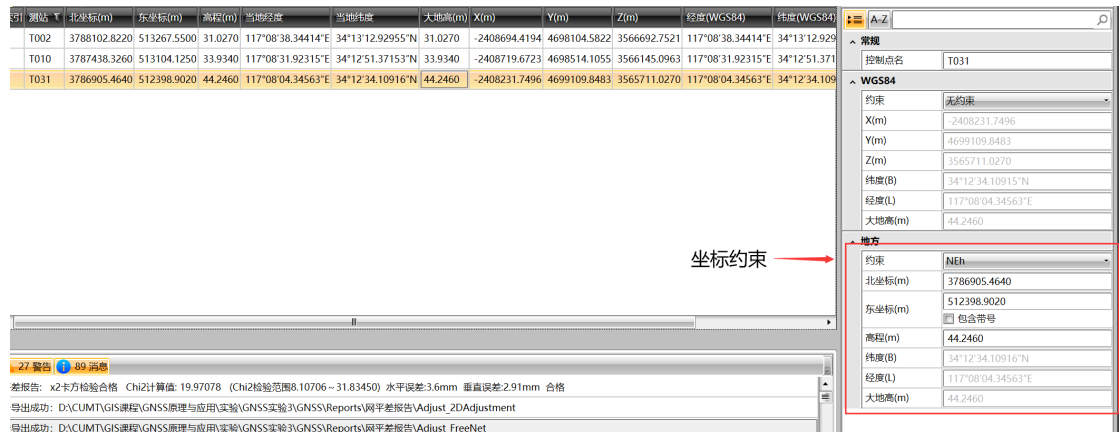 索引 测站 北坐标(m) 东坐标(m) 高程(m) 当地经度 当地纬度 大地高(m) X(m) Y(m) Z(m) 经度(WGS84) 纬度(WGS84)
T002 3788102.8220 513267.5500 31.0270 117°08'38.34414"E 34°13'12.92955"N 31.0270 -2408694.4194 4698104.5822 3566692.7521 117°08'38.34414"E 34°13'12.929
T010 3787438.3260 513104.1250 33.9340 117°08'31.92315"E 34°12'51.37153"N 33.9340 -2408719.6723 4698514.1055 3566145.0963 117°08'31.92315"E 34°12'51.371
T031 3786905.4640 512398.9020 44.2460 117°08'04.34563"E 34°12'34.10916"N 44.2460 -2408231.7496 4699109.8483 3565711.0270 117°08'04.34563"E 34°12'34.109
A-Z
常规
控制点名 T031
WGS84
约束 无约束
X(m) -2408231.7496
Y(m) 4699109.8483
Z(m) 3565711.0270
纬度(B) 34°12'34.10915"N
经度(L) 117°08'04.34563"E
大地高(m) 44.2460
地方
坐标约束
约束 NEh
北坐标(m) 3786905.4640
东坐标(m) 512398.9020
包含带号
高程(m) 44.2460
纬度(B) 34°12'34.10916"N
经度(L) 117°08'04.34563"E
大地高(m) 44.2460
27 警告 89 消息
差报告: x2卡方检验合格 Chi2计算值: 19.97078 (Chi2检验范围8.10706～31.83450) 水平误差:3.6mm 垂直误差:2.91mm 合格
导出成功: D:\CUMT\GIS课程\GNSS原理与应用\实验\GNSS实验3\GNSS\Reports\网平差报告\Adjust_2DAdjustment
导出成功: D:\CUMT\GIS课程\GNSS原理与应用\实验\GNSS实验3\GNSS\Reports\网平差报告\Adjust_FreeNet